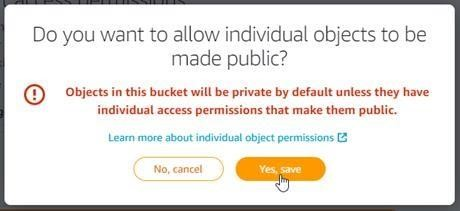 access permissions
Do you want to allow individual objects to be
made public?
Objects in this bucket will be private by default unless they have
individual access permissions that make them public.
Learn more about individual object permissions
No, cancel
Yes, save